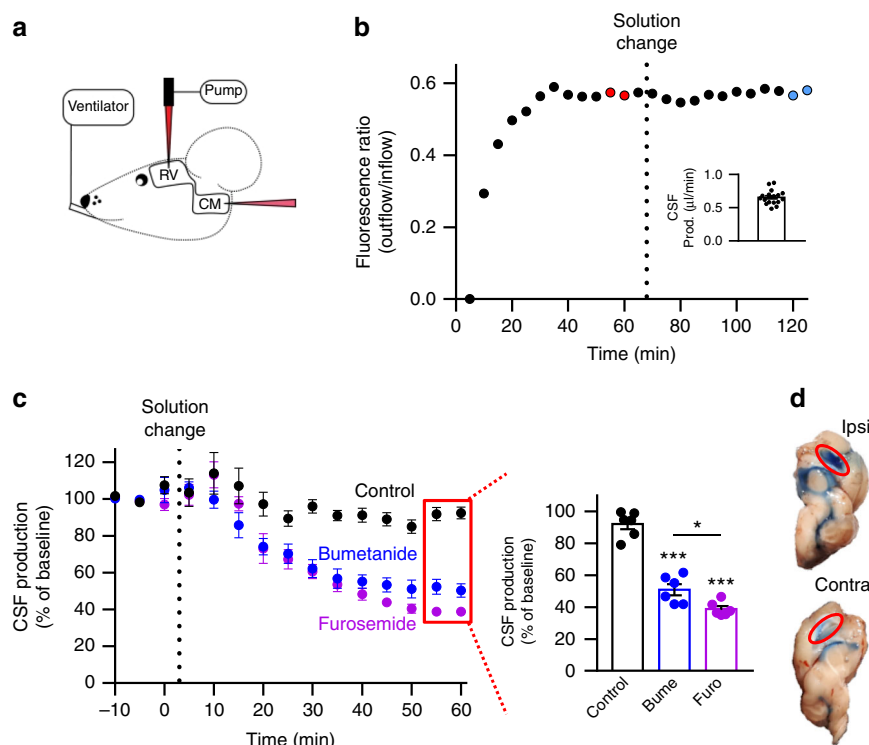 a
Ventilator
Pump
RV
CM
b
Solution
change
Fluorescence ratio
(outflow/inflow)
0.6
0.4
0.2
0.0
0
20
40
60
80
100
120
Time (min)
CSF
Prod. (µl/min)
1.0
0.5
0.0
c
Solution
change
CSF production
(% of baseline)
120
100
80
60
40
20
0
–10
0
10
20
30
40
50
60
Time (min)
Control
Bumetanide
Furosemide
CSF production
(% of baseline)
100
80
60
40
20
0
*
***
***
Control
Bume
Furo
d
Ipsi
Contra